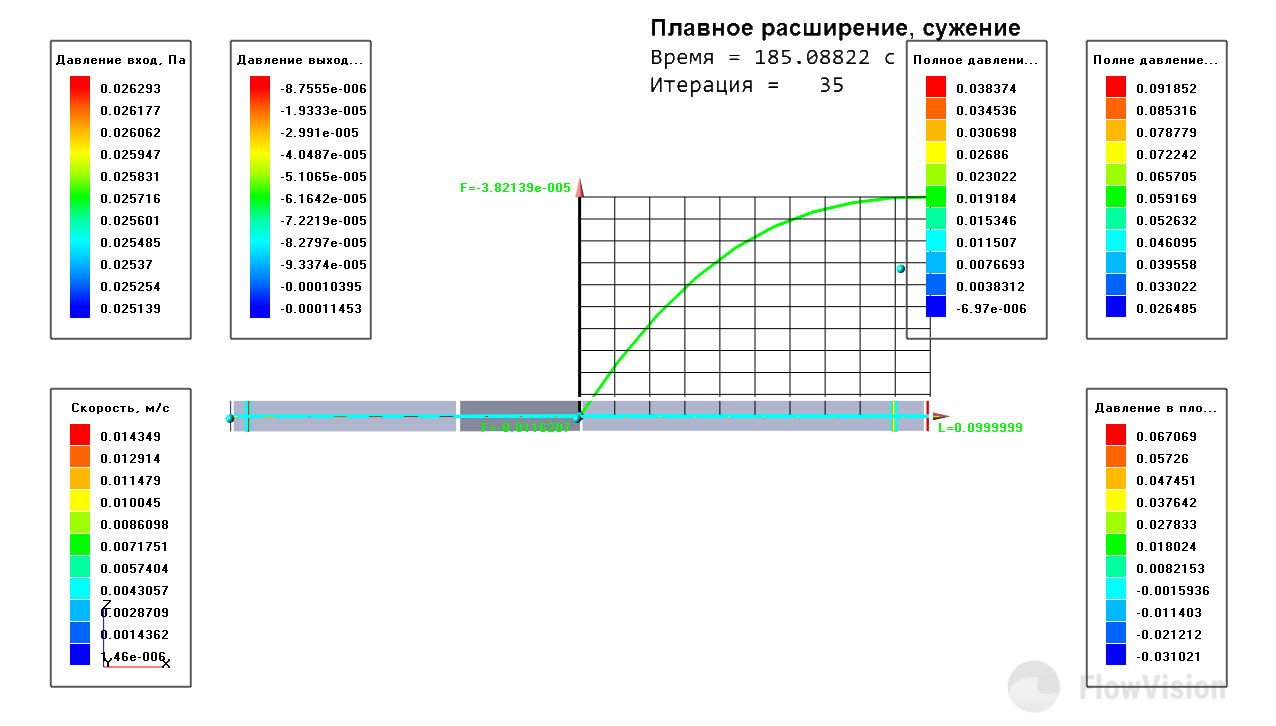 Плавное расширение, сужение
Время = 185.08822 с
Итерация = 35
Давление вход, Па
0.026293
0.026177
0.026062
0.025947
0.025831
0.025716
0.025601
0.025485
0.02537
0.025254
0.025139
Давление выход...
-8.7555e-006
-1.9333e-005
-2.991e-005
-4.0487e-005
-5.1065e-005
-6.1642e-005
-7.2219e-005
-8.2797e-005
-9.3374e-005
-0.00010395
-0.00011453
Полное давлени...
0.038374
0.034536
0.030698
0.02686
0.023022
0.019184
0.015346
0.011507
0.0076693
0.0038312
-6.97e-006
Полне давление...
0.091852
0.085316
0.078779
0.072242
0.065705
0.059169
0.052632
0.046095
0.039558
0.033022
0.026485
F=-3.82139e-005
L=0.0999999
Скорость, м/с
0.014349
0.012914
0.011479
0.010045
0.0086098
0.0071751
0.0057404
0.0043057
0.0028709
0.0014362
1.46e-006
Z
Y
X
Давление в пло...
0.067069
0.05726
0.047451
0.037642
0.027833
0.018024
0.0082153
-0.0015936
-0.011403
-0.021212
-0.031021
FlowVision